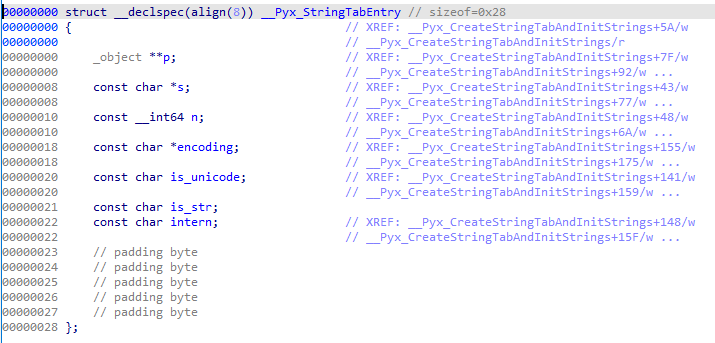 00000000 struct __declspec(align(8)) __Pyx_StringTabEntry // sizeof=0x28
00000000 { // XREF: __Pyx_CreateStringTabAndInitStrings+5A/w
00000000 // __Pyx_CreateStringTabAndInitStrings/r
00000000 _object **p; // XREF: __Pyx_CreateStringTabAndInitStrings+7F/w
00000000 // __Pyx_CreateStringTabAndInitStrings+92/w ...
00000008 const char *s; // XREF: __Pyx_CreateStringTabAndInitStrings+43/w
00000008 // __Pyx_CreateStringTabAndInitStrings+77/w ...
00000010 const __int64 n; // XREF: __Pyx_CreateStringTabAndInitStrings+48/w
00000010 // __Pyx_CreateStringTabAndInitStrings+6A/w ...
00000018 const char *encoding; // XREF: __Pyx_CreateStringTabAndInitStrings+155/w
00000018 // __Pyx_CreateStringTabAndInitStrings+175/w ...
00000020 const char is_unicode; // XREF: __Pyx_CreateStringTabAndInitStrings+141/w
00000020 // __Pyx_CreateStringTabAndInitStrings+159/w ...
00000021 const char is_str;
00000022 const char intern; // XREF: __Pyx_CreateStringTabAndInitStrings+148/w
00000022 // __Pyx_CreateStringTabAndInitStrings+15F/w ...
00000023 // padding byte
00000024 // padding byte
00000025 // padding byte
00000026 // padding byte
00000027 // padding byte
00000028 };